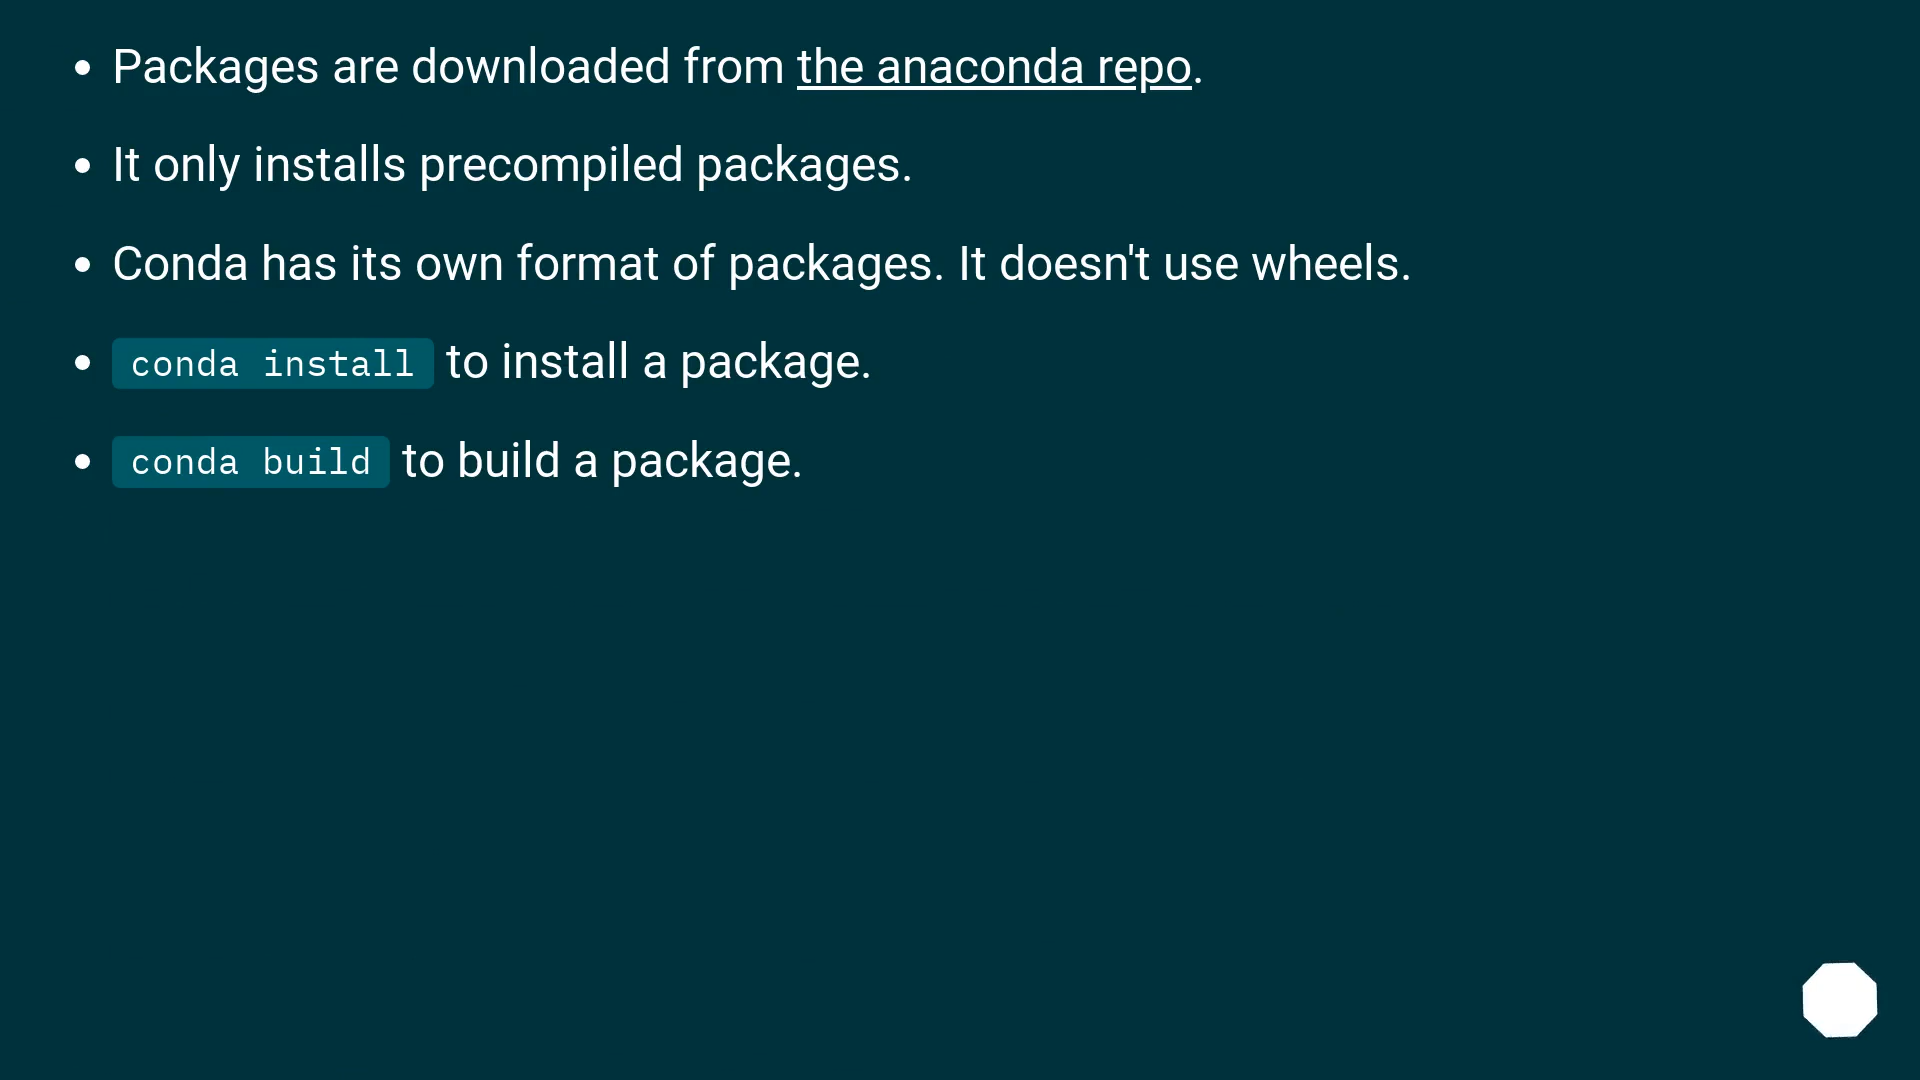 • Packages are downloaded from the anaconda repo.
• It only installs precompiled packages.
• Conda has its own format of packages. It doesn't use wheels.
• conda install to install a package.
• conda build to build a package.